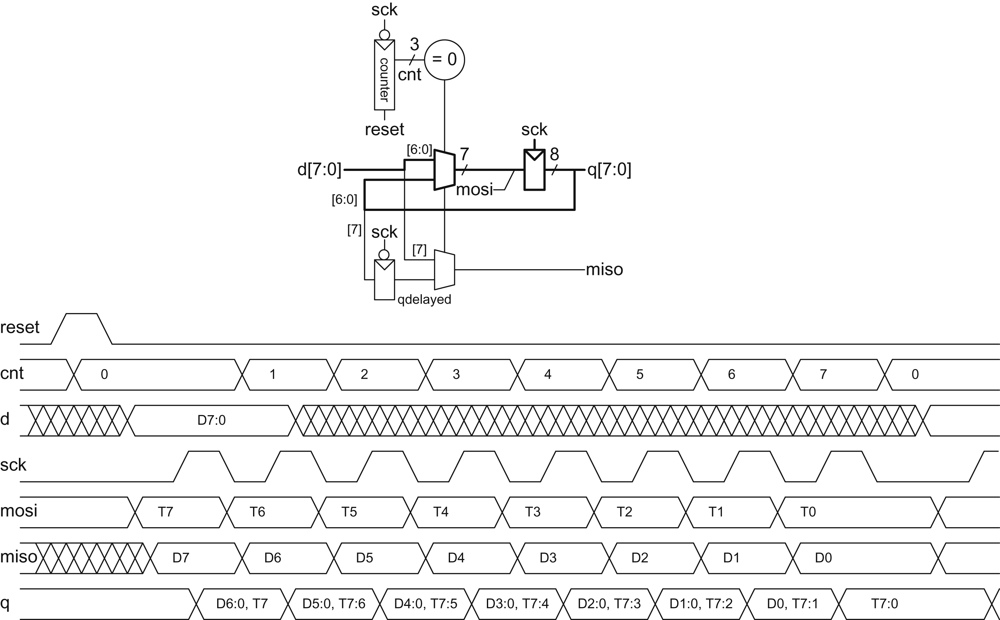 sck
3
= 0
counter
cnt
reset
sck
[6:0]
7
8
d[7:0]
q[7:0]
mosi
[6:0]
[7]
sck
[7]
miso
qdelayed
reset
cnt 0 1 2 3 4 5 6 7 0
d D7:0
sck
mosi T7 T6 T5 T4 T3 T2 T1 T0
miso D7 D6 D5 D4 D3 D2 D1 D0
q D6:0, T7 D5:0, T7:6 D4:0, T7:5 D3:0, T7:4 D2:0, T7:3 D1:0, T7:2 D0, T7:1 T7:0